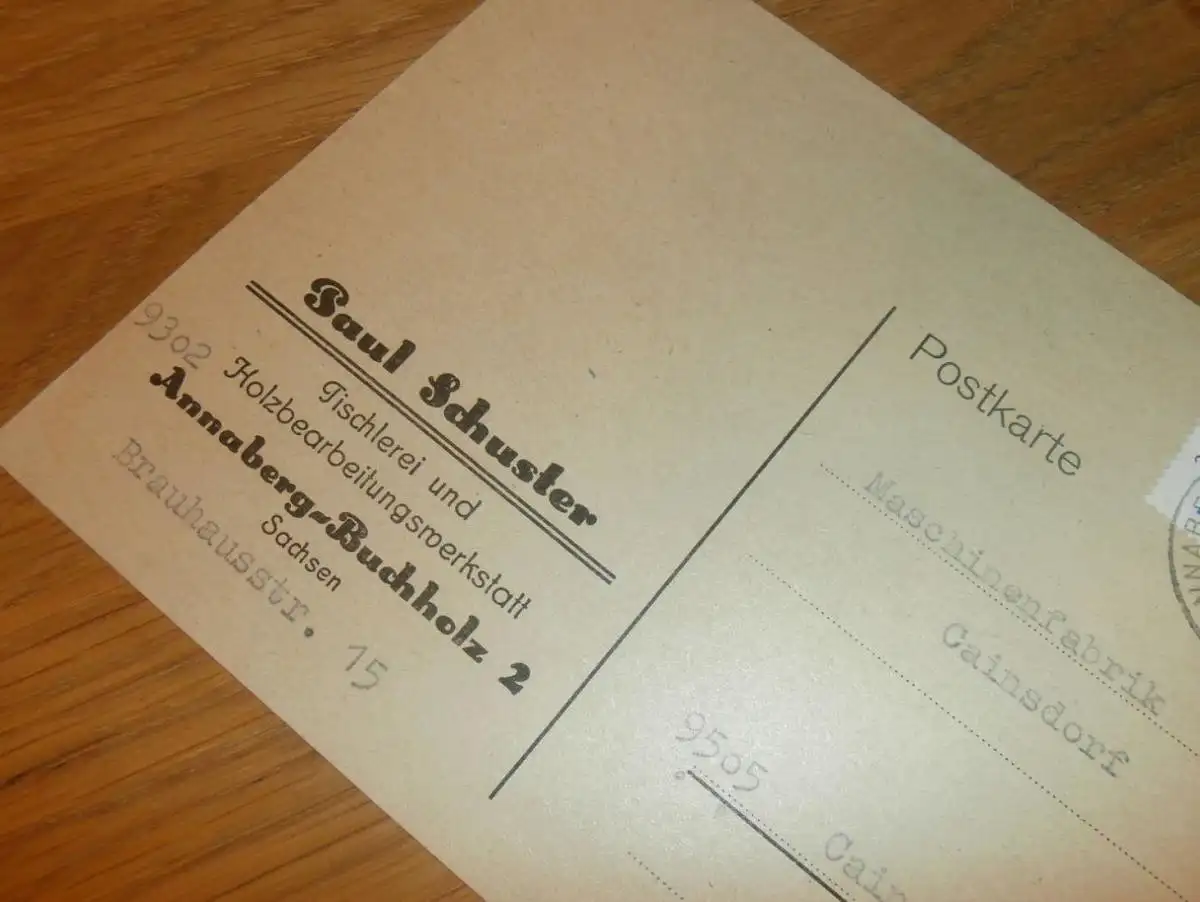 Paul Schuster
Tischlerei und
Holzbearbeitungswerkstatt
9302 Annaberg-Buchholz 2
Sachsen
Brauhausstr. 15
Postkarte
Maschinenfabrik
Cainsdorf
9505